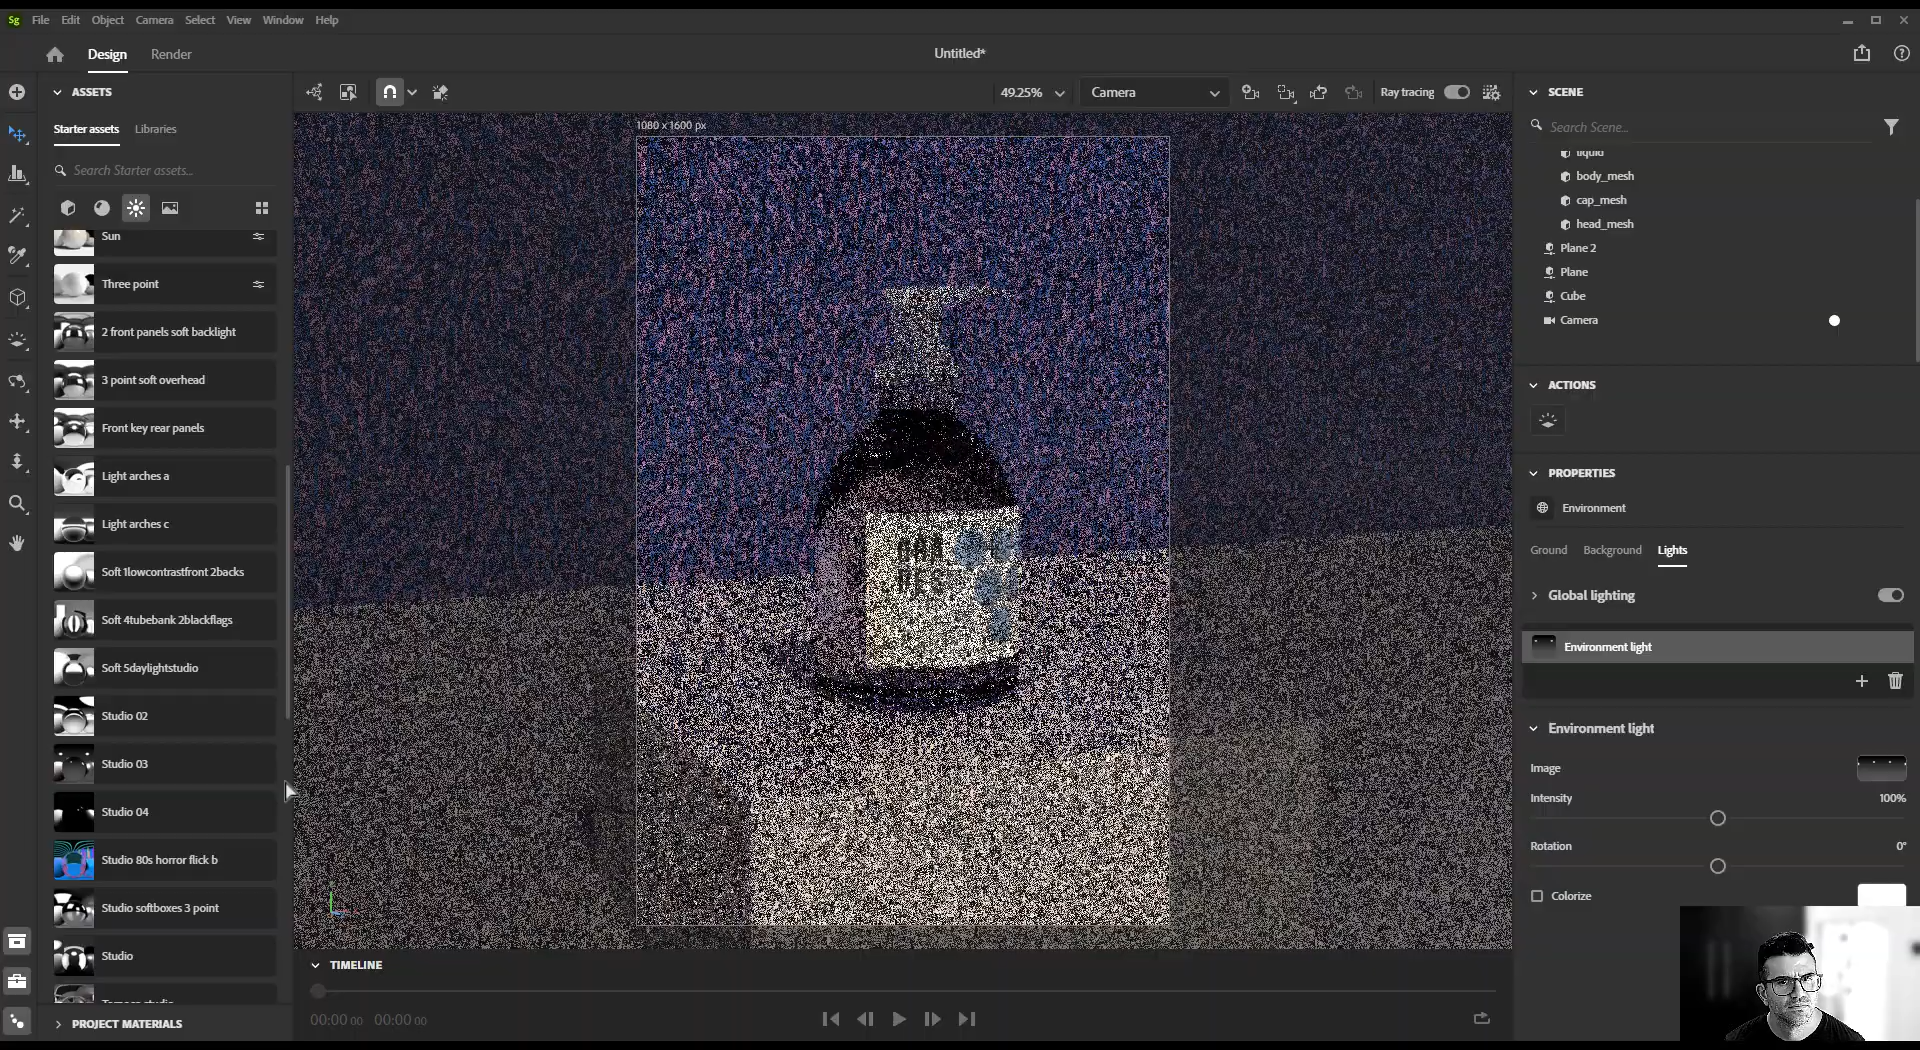 Sg File Edit Object Camera Select View Window Help
Design Render Untitled*
ASSETS
Starter assets Libraries
Search Starter assets...
Sun
Three point
2 front panels soft backlight
3 point soft overhead
Front key rear panels
Light arches a
Light arches c
Soft 1lowcontrastfront 2backs
Soft 4tubebank 2blackflags
Soft 5daylightstudio
Studio 02
Studio 03
Studio 04
Studio 80s horror flick b
Studio softboxes 3 point
Studio
PROJECT MATERIALS
49.25% Camera Ray tracing
1080 x 1600 px
TIMELINE
00:00 00 00:00 00
SCENE
Search Scene...
liquid
body_mesh
cap_mesh
head_mesh
Plane 2
Plane
Cube
Camera
ACTIONS
PROPERTIES
Environment
Ground Background Lights
Global lighting
Environment light
Environment light
Image
Intensity 100%
Rotation 0°
Colorize